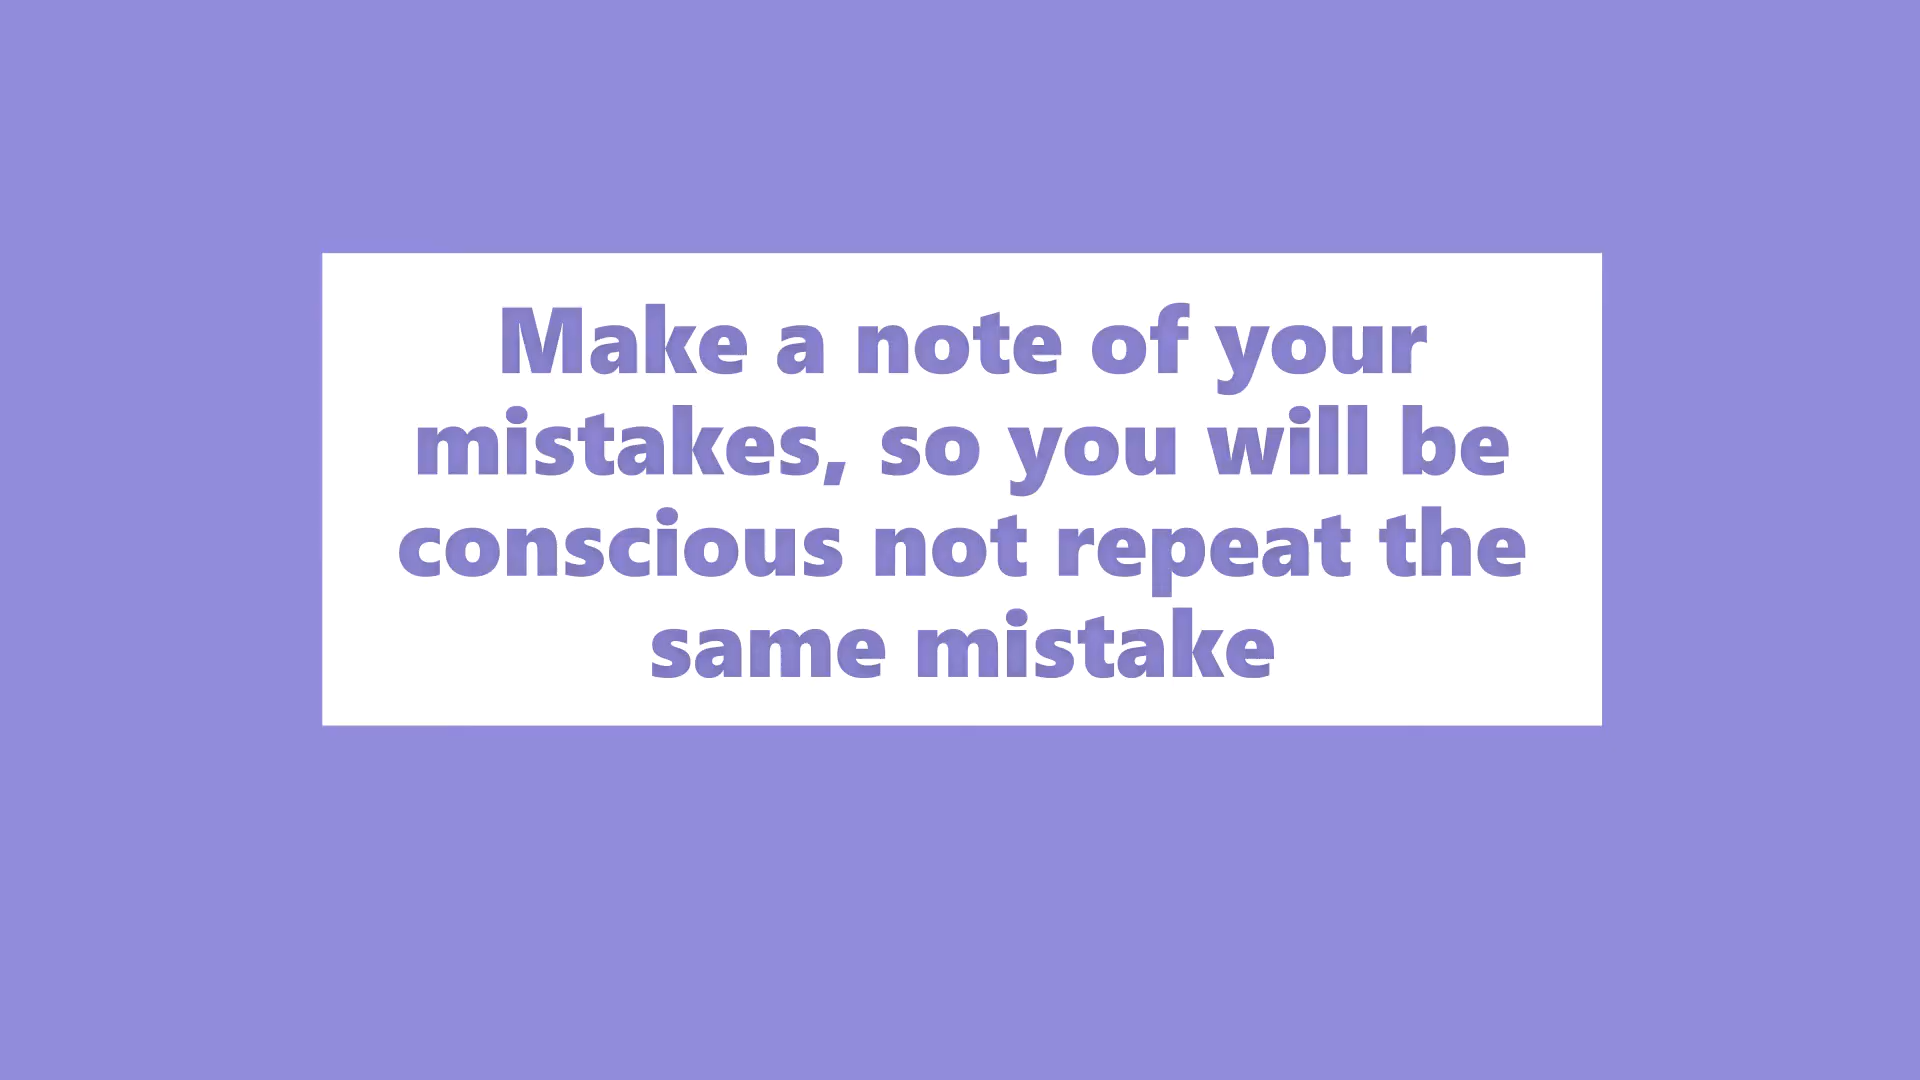 Make a note of your
mistakes, so you will be
conscious not repeat the
same mistake